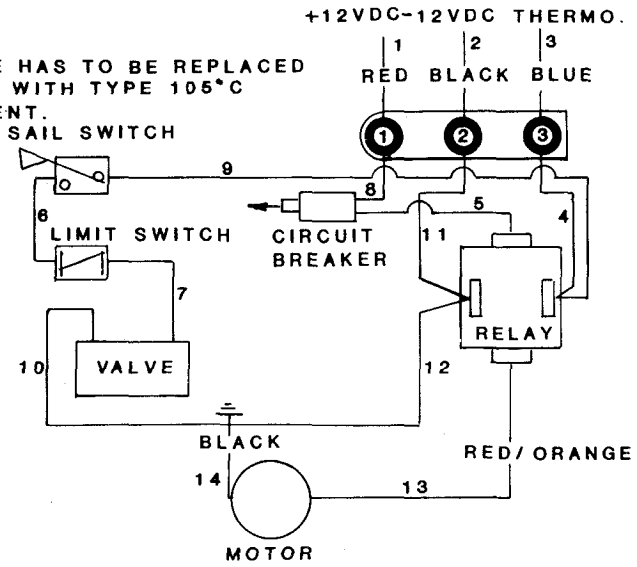 +12VDC-12VDC THERMO.
1 2 3
RED BLACK BLUE
E HAS TO BE REPLACED
WITH TYPE 105°C
ENT.
SAIL SWITCH
1 2 3
9
8
6
5
4
LIMIT SWITCH
CIRCUIT
BREAKER
11
7
RELAY
10
VALVE
12
BLACK
RED/ORANGE
14
13
MOTOR